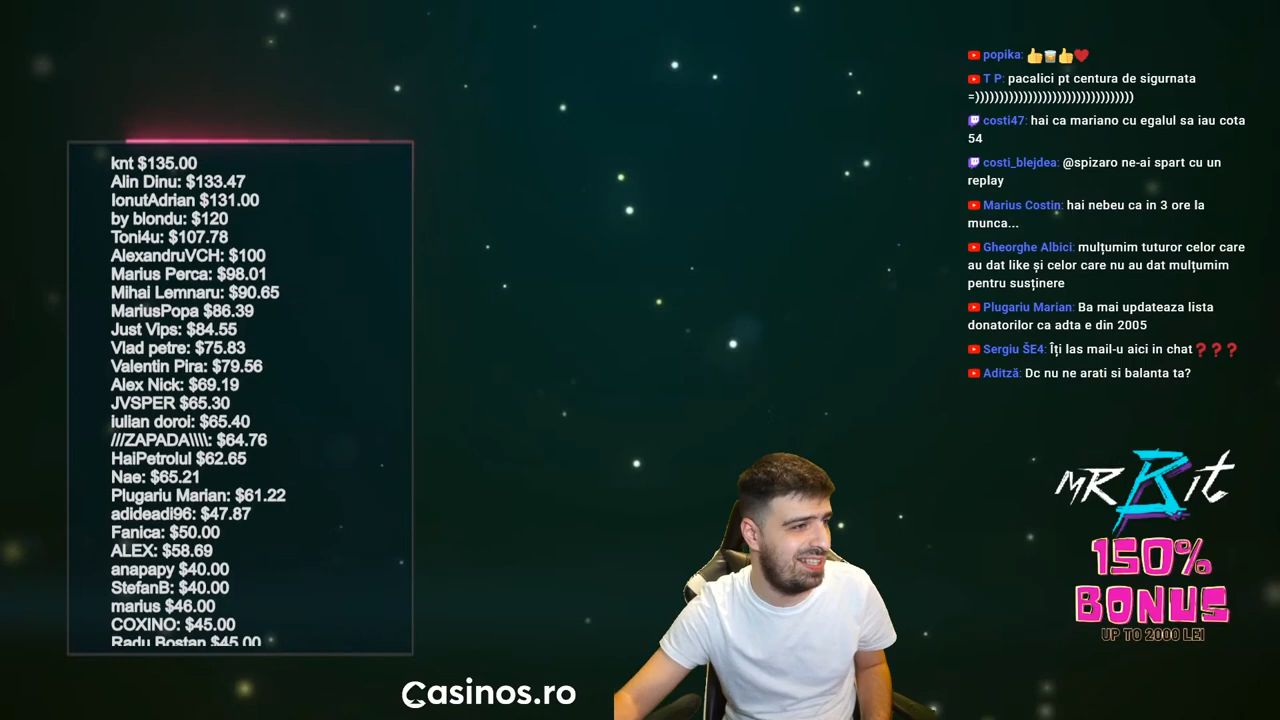 knt $135.00
Alin Dinu: $133.47
IonutAdrian $131.00
by blondu: $120
Toni4u: $107.78
AlexandruVCH: $100
Marius Perca: $98.01
Mihai Lemnaru: $90.65
MariusPopa $86.39
Just Vips: $84.55
Vlad petre: $75.83
Valentin Pira: $79.56
Alex Nick: $69.19
JVSPER $65.30
iulian doroi: $65.40
///ZAPADA\\\\: $64.76
HaiPetrolul $62.65
Nae: $65.21
Plugariu Marian: $61.22
adideadi96: $47.87
Fanica: $50.00
ALEX: $58.69
anapapy $40.00
StefanB: $40.00
marius $46.00
COXINO: $45.00
Radu Bostan $45.00
popika:
T P: pacalici pt centura de sigurnata
=)))))))))))))))))))))))))))))))))
costi47: hai ca mariano cu egalul sa iau cota
54
costi_blejdea: @spizaro ne-ai spart cu un
replay
Marius Costin: hai nebeu ca in 3 ore la
munca...
Gheorghe Albici: mulțumim tuturor celor care
au dat like și celor care nu au dat mulțumim
pentru susținere
Plugariu Marian: Ba mai updateaza lista
donatorilor ca adta e din 2005
Sergiu ŠE4: Îți las mail-u aici in chat❓❓❓
Aditză: Dc nu ne arati si balanta ta?
MR Bit
150%
BONUS
UP TO 2000 LEI
Casinos.ro